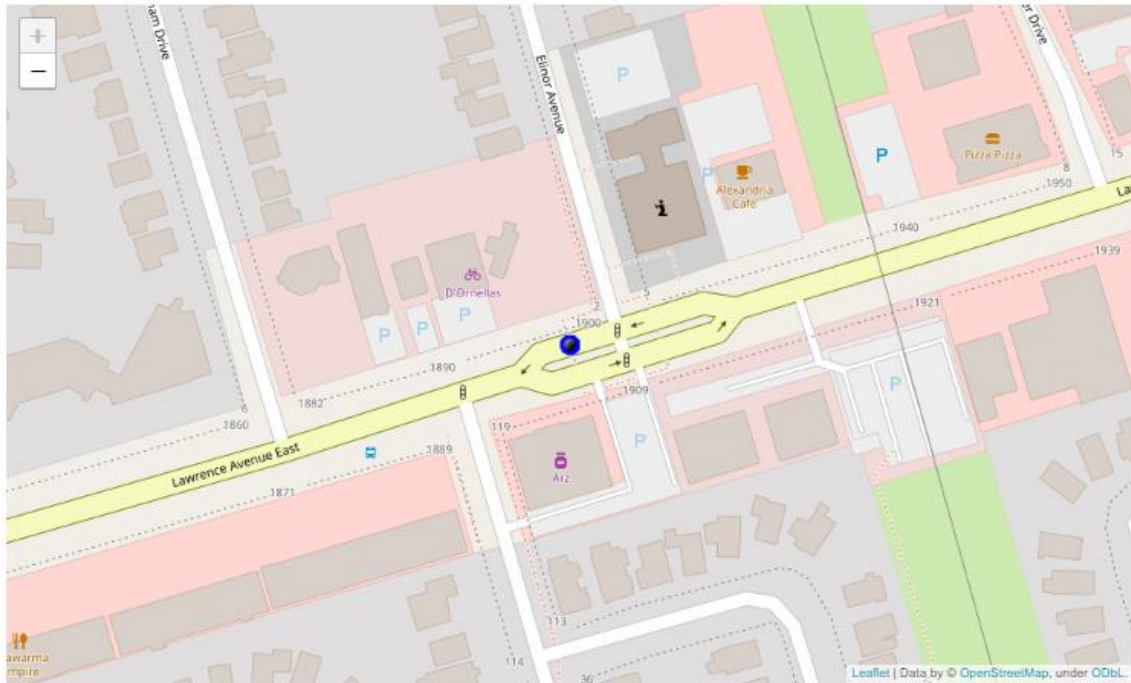 +
−
ham Drive
Elinor Avenue
er Drive
P
P
Pizza Pizza
15
8
1950
P
Alexandria
Cafe
1940
1939
D'Ornellas
2
5
1900
1921
P
P
P
1890
1882
6
1860
1909
P
119
P
1889
Lawrence Avenue East
La
Arz
1871
113
114
36
awarma
mpire
Leaflet | Data by © OpenStreetMap, under ODbL.